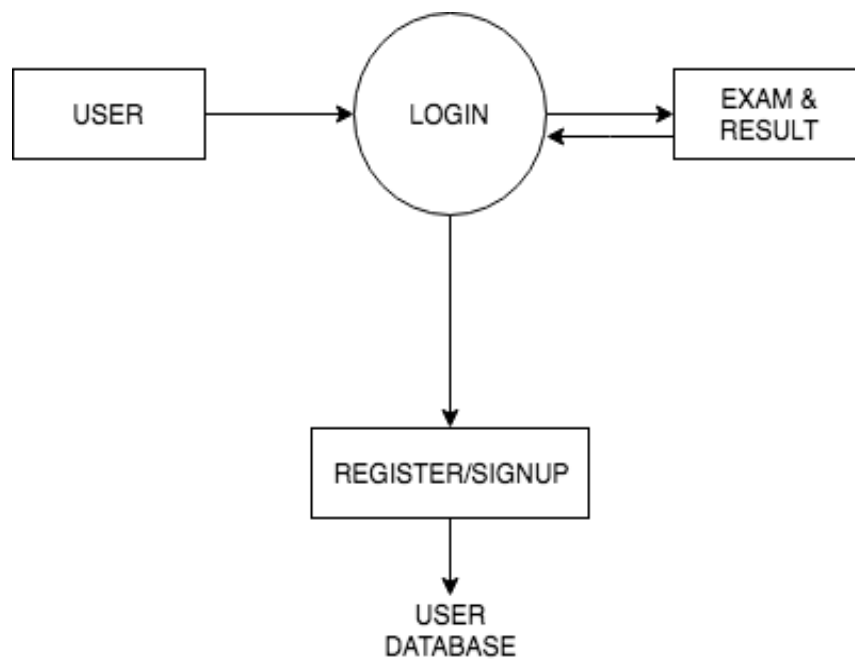 USER
LOGIN
EXAM &
RESULT
REGISTER/SIGNUP
USER
DATABASE